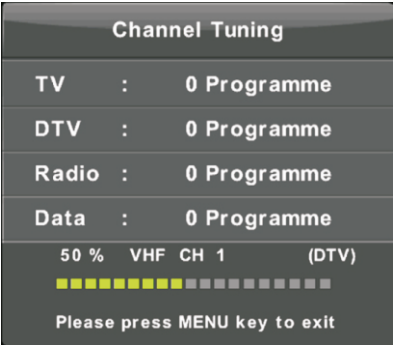 Channel Tuning
TV : 0 Programme
DTV : 0 Programme
Radio : 0 Programme
Data : 0 Programme
50 % VHF CH 1 (DTV)
Please press MENU key to exit